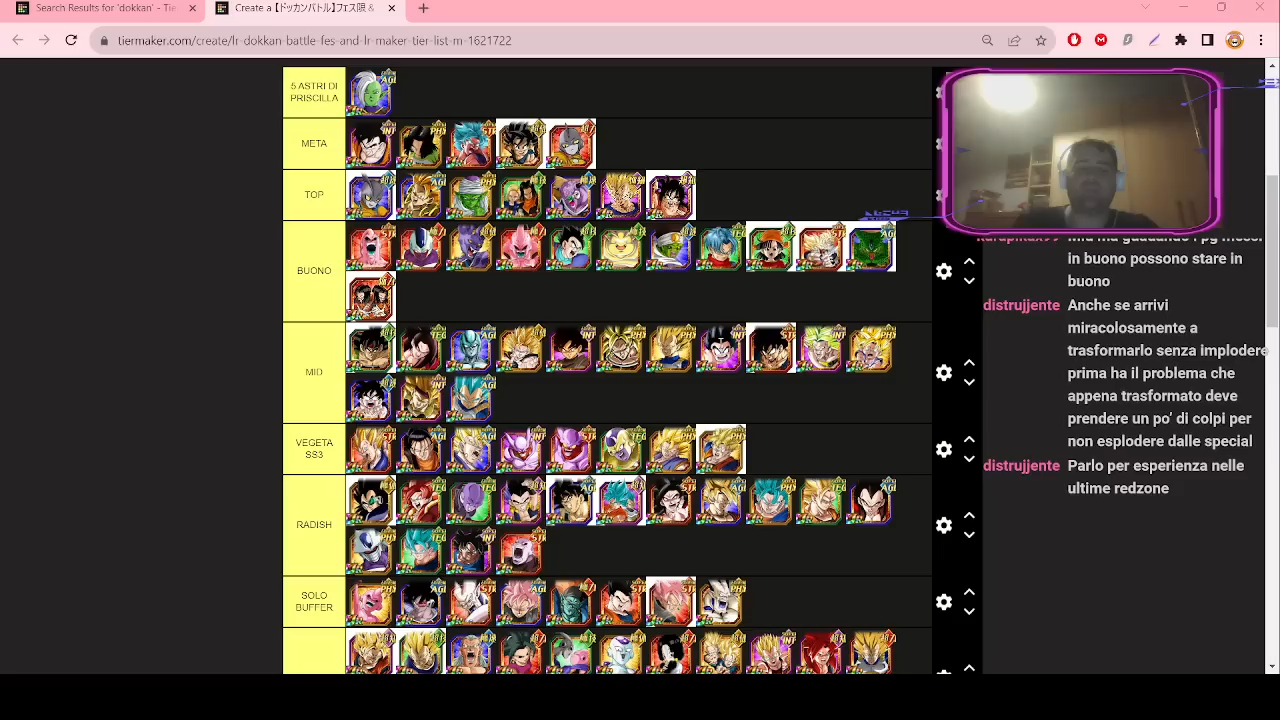 Search Results for 'dokkan' - Tie
Create a 【ドッカンバトル】フェス限 &
tiermaker.com/create/lr-dokkan-battle-fes-and-lr-maker-tier-list-m-1621722
5 ASTRI DI
PRISCILLA
META
TOP
BUONO
MID
VEGETA
SS3
RADISH
SOLO
BUFFER
in buono possono stare in
buono
distrujjente Anche se arrivi
miracolosamente a
trasformarlo senza implodere
prima ha il problema che
appena trasformato deve
prendere un po' di colpi per
non esplodere dalle special
distrujjente Parlo per esperienza nelle
ultime redzone